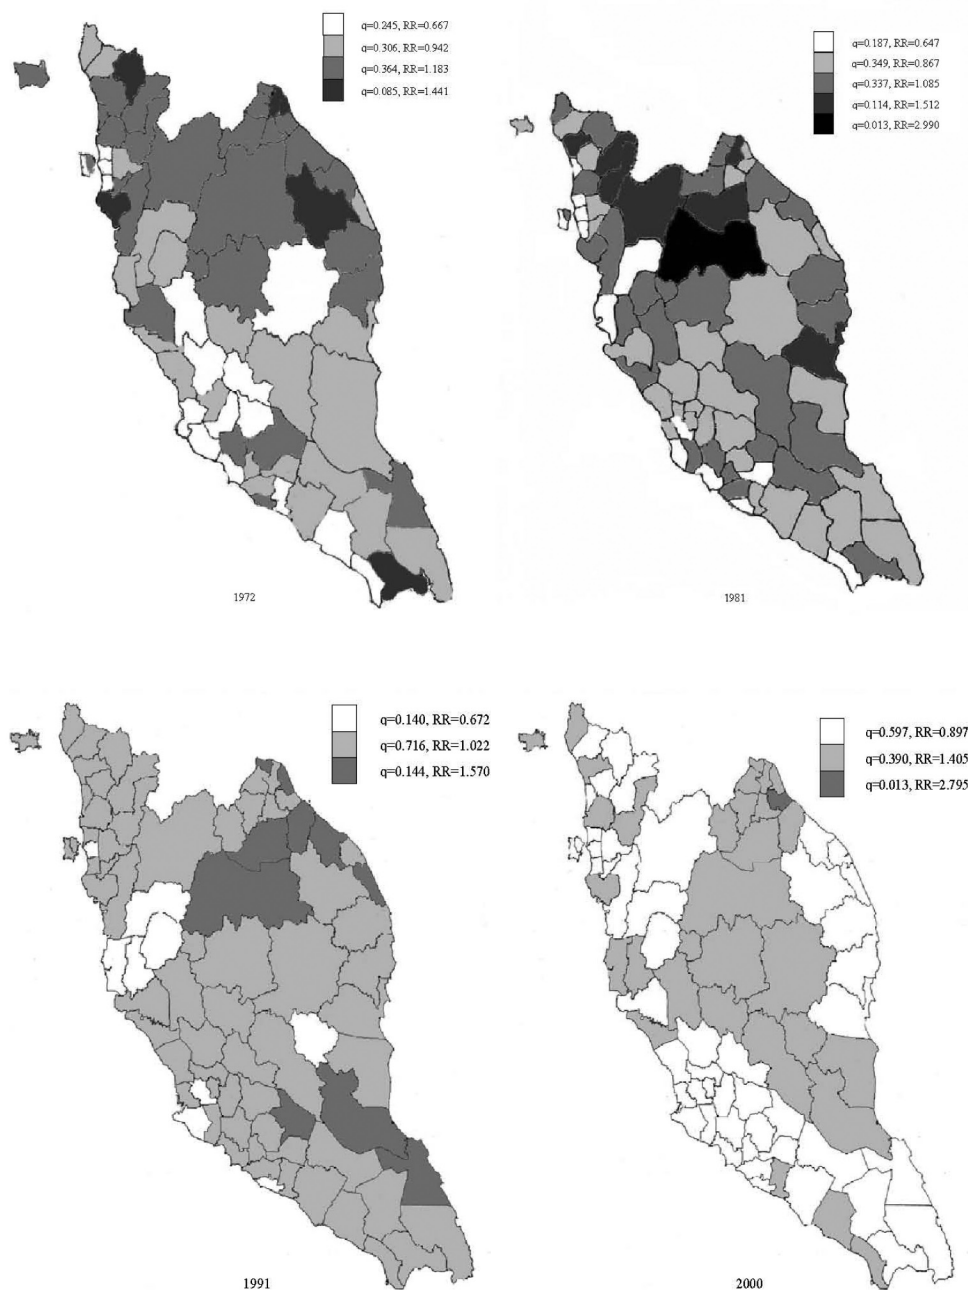 q=0.245, RR=0.667
q=0.306, RR=0.942
q=0.364, RR=1.183
q=0.085, RR=1.441
1972
q=0.187, RR=0.647
q=0.349, RR=0.867
q=0.337, RR=1.085
q=0.114, RR=1.512
q=0.013, RR=2.990
1981
q=0.140, RR=0.672
q=0.716, RR=1.022
q=0.144, RR=1.570
1991
q=0.597, RR=0.897
q=0.390, RR=1.405
q=0.013, RR=2.795
2000